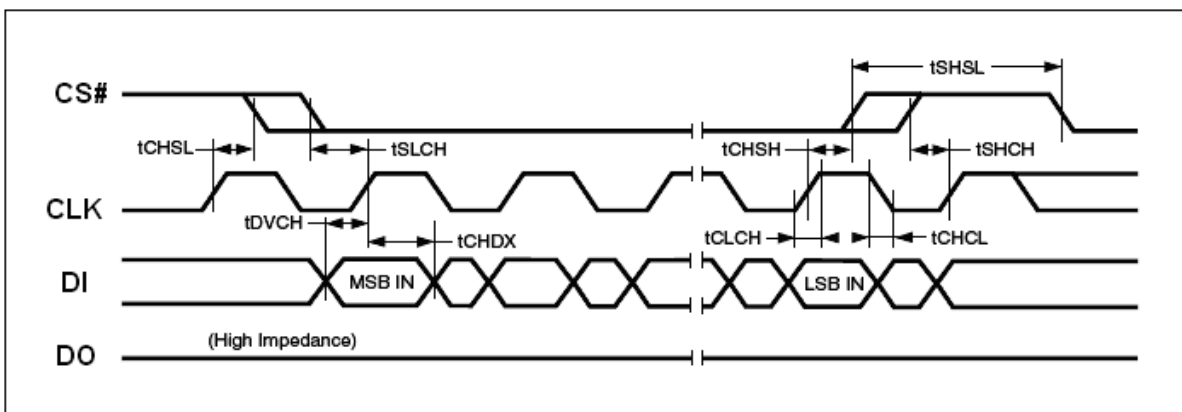 tSHSL
CS#
tCHSL
tSLCH
tCHSH
tSHCH
CLK
tDVCH
tCHDX
tCLCH
tCHCL
DI
MSB IN
LSB IN
(High Impedance)
DO